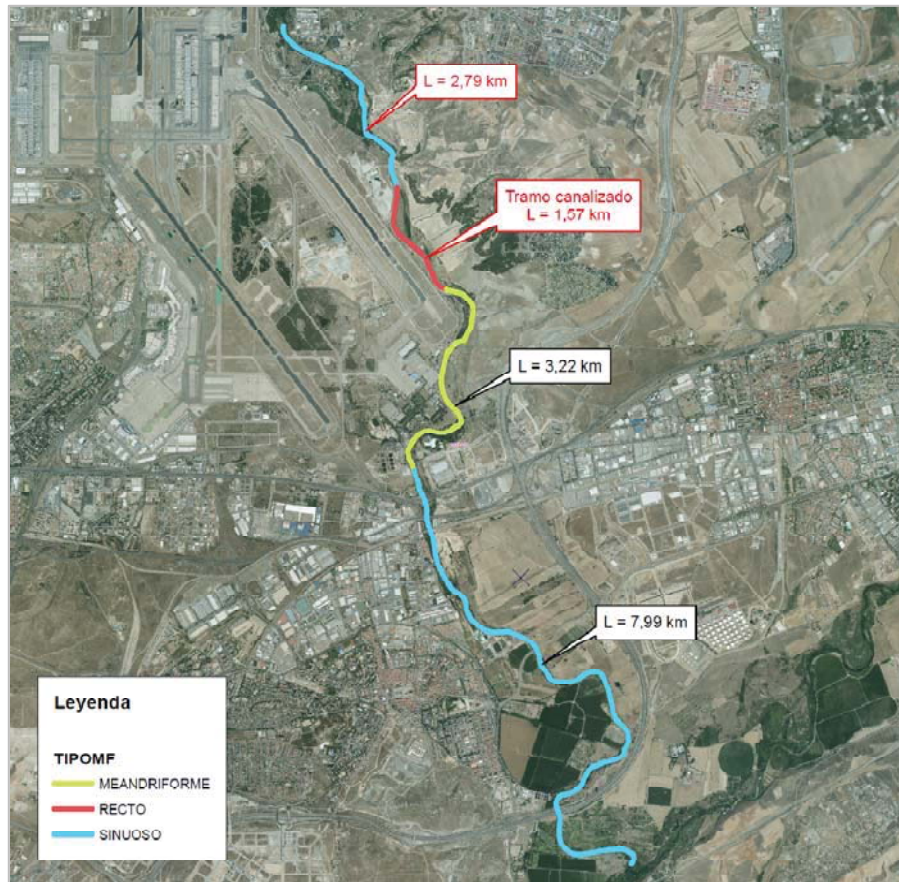 L = 2,79 km
Tramo canalizado
L = 1,57 km
L = 3,22 km
L = 7,99 km
Leyenda
TIPOMF
MEANDRIFORME
RECTO
SINUOSO